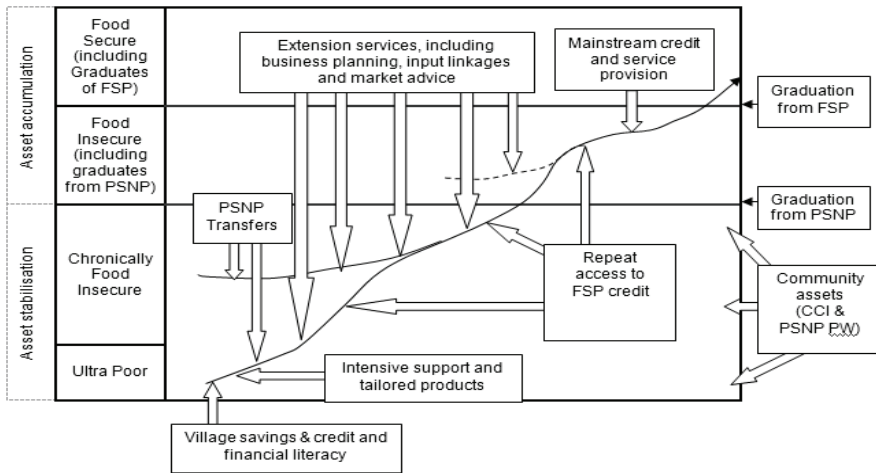 Asset accumulation
Asset stabilisation
Food
Secure (including
Graduates
of FSP)
Food
Insecure (including
graduates
from PSNP)
Chronically
Food
Insecure
Ultra Poor
Extension services, including
business planning, input linkages
and market advice
Mainstream credit
and service
provision
Graduation
from FSP
PSNP
Transfers
Graduation
from PSNP
Repeat
access to
FSP credit
Community
assets
(CCI &
PSNP PW)
Intensive support and
tailored products
Village savings & credit and
financial literacy